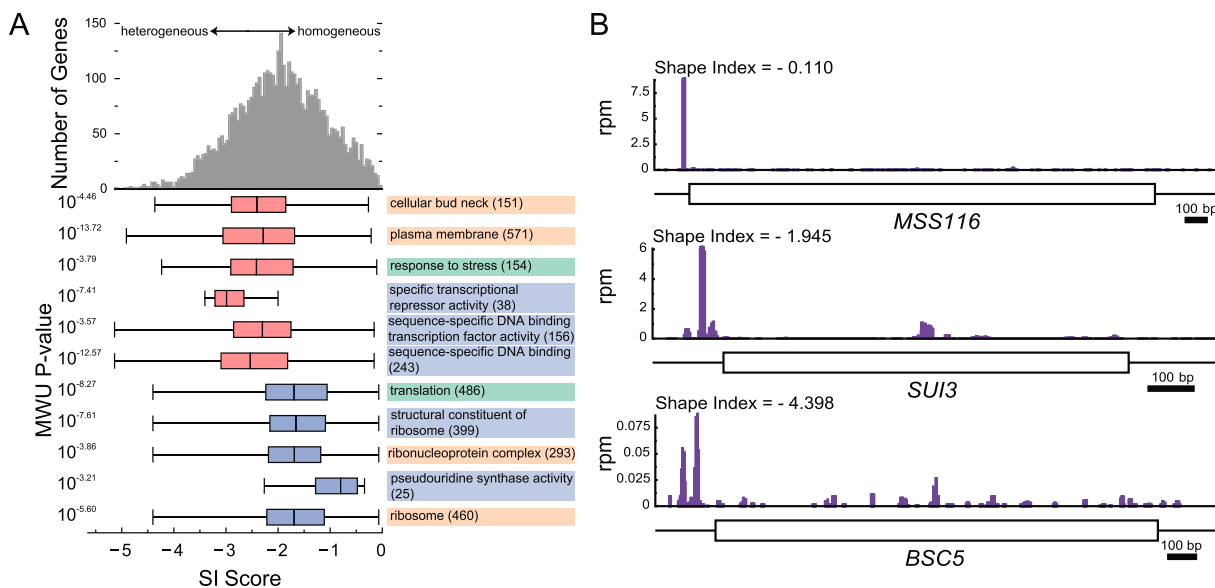 A
150
heterogeneous
homogeneous
100
50
0
Number of Genes
10^-4.46
cellular bud neck (151)
10^-13.72
plasma membrane (571)
10^-3.79
response to stress (154)
10^-7.41
specific transcriptional
repressor activity (38)
10^-3.57
sequence-specific DNA binding
transcription factor activity (156)
10^-12.57
sequence-specific DNA binding
(243)
10^-8.27
translation (486)
10^-7.61
structural constituent of
ribosome (399)
10^-3.86
ribonucleoprotein complex (293)
10^-3.21
pseudouridine synthase activity
(25)
10^-5.60
ribosome (460)
MWU P-value
−5 −4 −3 −2 −1 0
SI Score
B
Shape Index = - 0.110
rpm
7.5
5
2.5
0
100 bp
MSS116
Shape Index = - 1.945
rpm
6
4
2
0
100 bp
SUI3
Shape Index = - 4.398
rpm
0.075
0.05
0.025
0
100 bp
BSC5